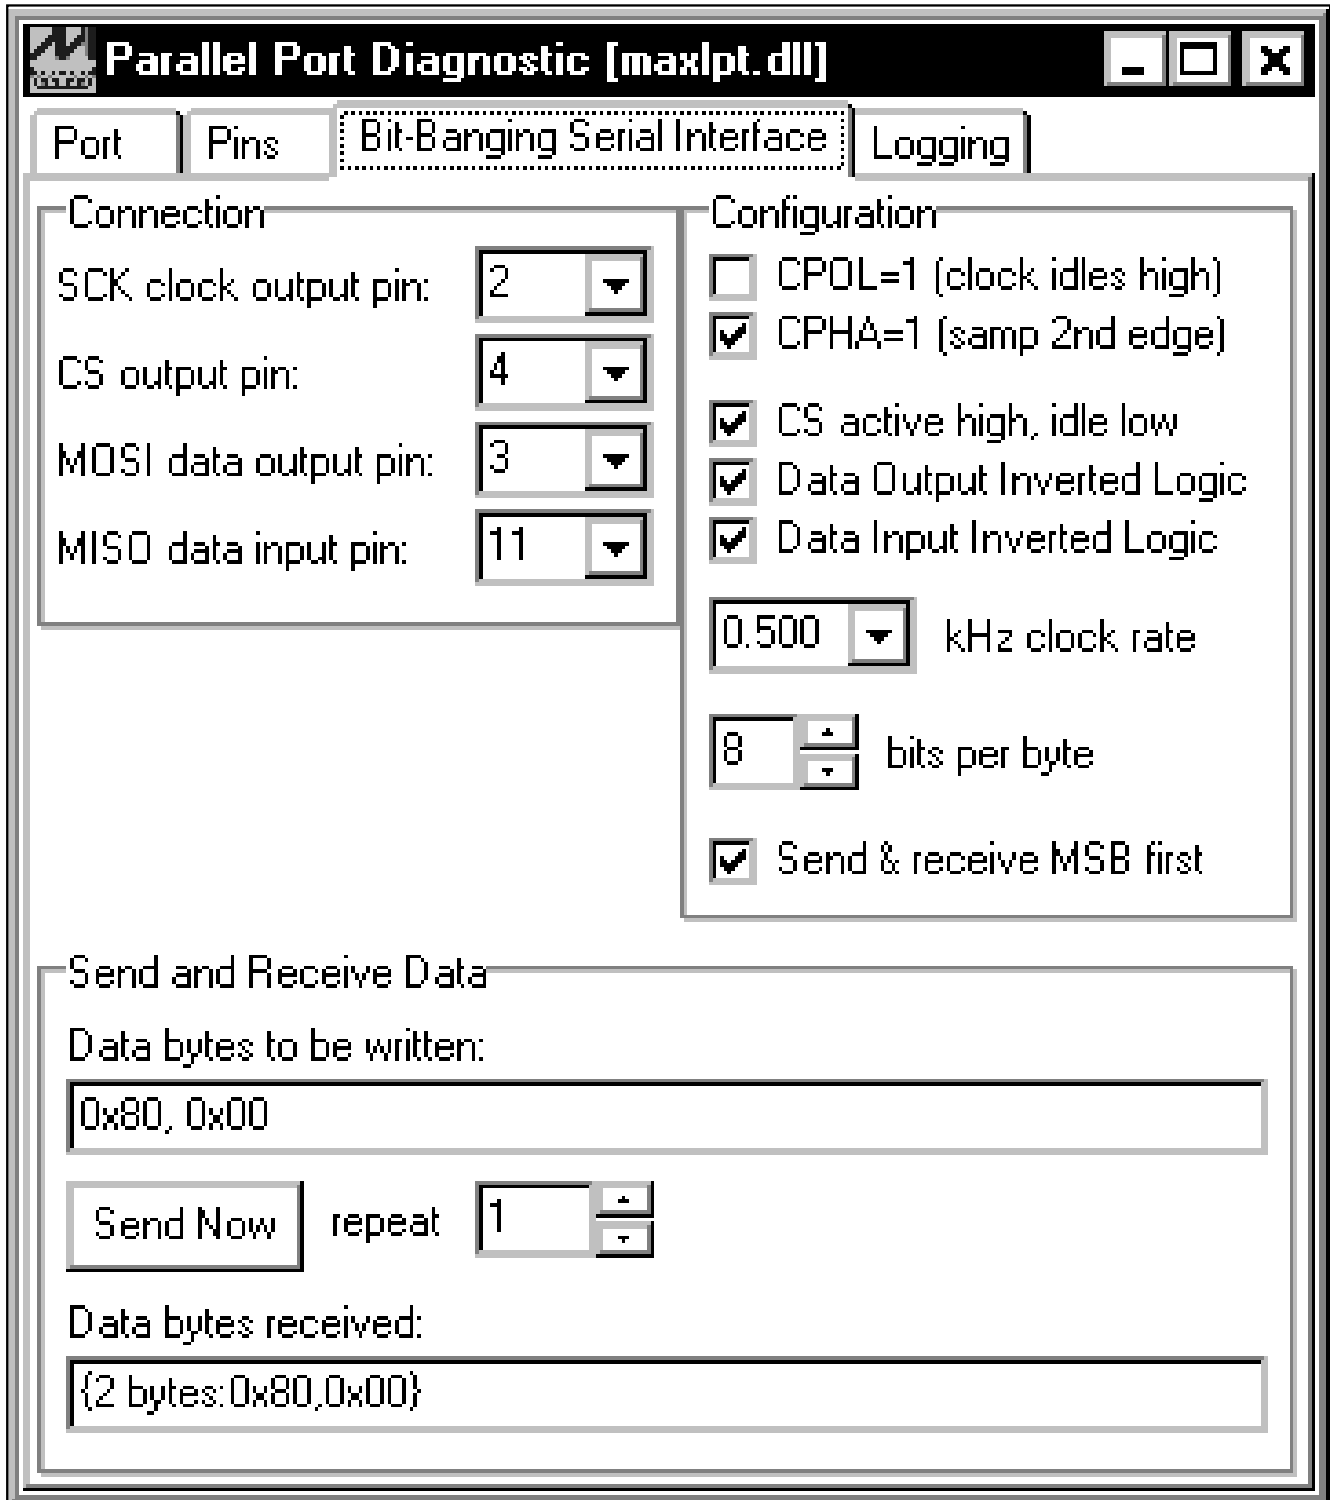 Parallel Port Diagnostic [maxlpt.dll]
Port Pins Bit-Banging Serial Interface Logging
Connection
SCK clock output pin: 2
CS output pin: 4
MOSI data output pin: 3
MISO data input pin: 11
Configuration
CPOL=1 (clock idles high)
CPHA=1 (samp 2nd edge)
CS active high, idle low
Data Output Inverted Logic
Data Input Inverted Logic
0.500 kHz clock rate
8 bits per byte
Send & receive MSB first
Send and Receive Data
Data bytes to be written:
0x80, 0x00
Send Now repeat 1
Data bytes received:
{2 bytes:0x80,0x00}